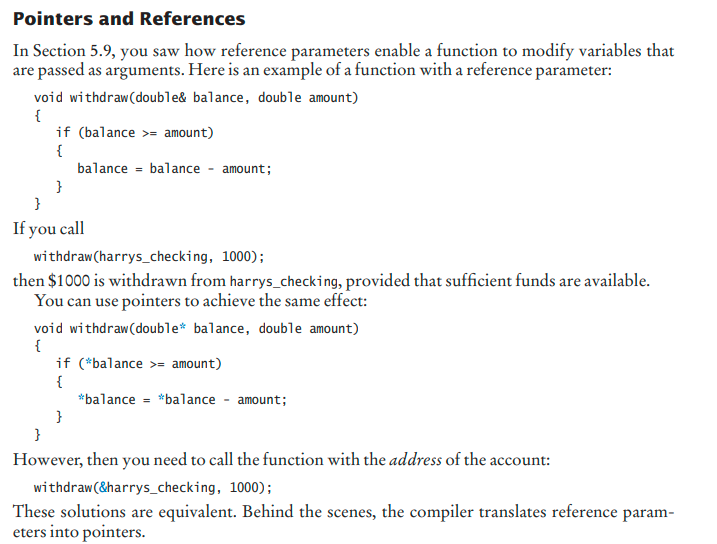 Pointers and References
In Section 5.9, you saw how reference parameters enable a function to modify variables that
are passed as arguments. Here is an example of a function with a reference parameter:
void withdraw(double& balance, double amount)
{
if (balance >= amount)
{
balance = balance - amount;
}
}
If you call
withdraw(harrys_checking, 1000);
then $1000 is withdrawn from harrys_checking, provided that sufficient funds are available.
You can use pointers to achieve the same effect:
void withdraw(double* balance, double amount)
{
if (*balance >= amount)
{
*balance = *balance - amount;
}
}
However, then you need to call the function with the address of the account:
withdraw(&harrys_checking, 1000);
These solutions are equivalent. Behind the scenes, the compiler translates reference param-
eters into pointers.